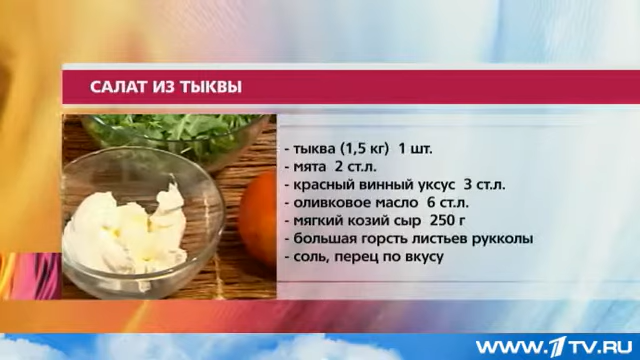 САЛАТ ИЗ ТЫКВЫ
- тыква (1,5 кг) 1 шт.
- мята 2 ст.л.
- красный винный уксус 3 ст.л.
- оливковое масло 6 ст.л.
- мягкий козий сыр 250 г
- большая горсть листьев рукколы
- соль, перец по вкусу
WWW.1TV.RU